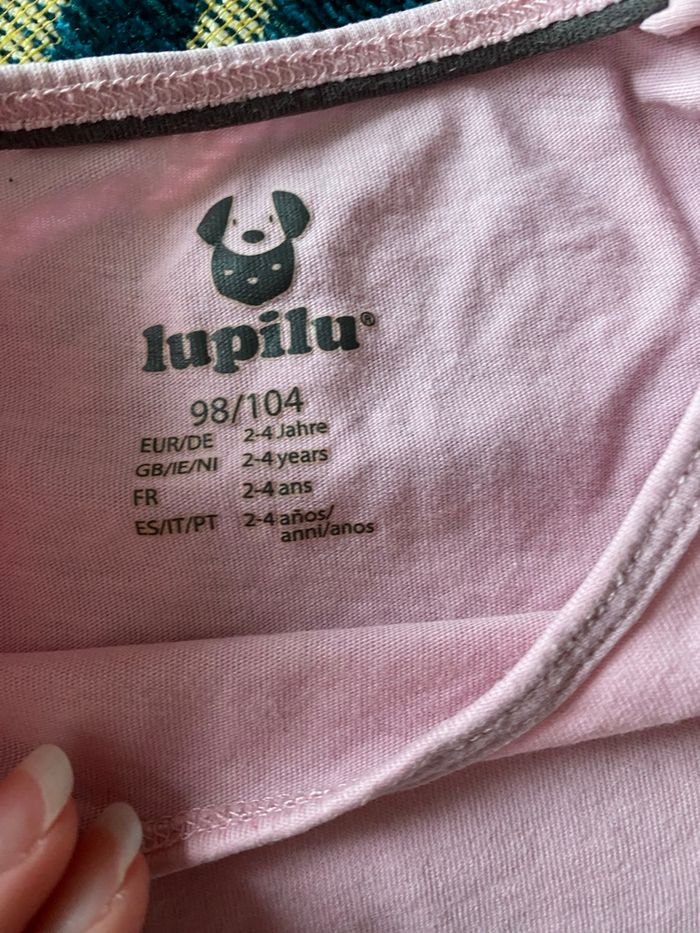 lupilu®
98/104
EUR/DE 2-4 Jahre
GB/IE/NI 2-4 years
FR 2-4 ans
ES/IT/PT 2-4 años/
anni/anos